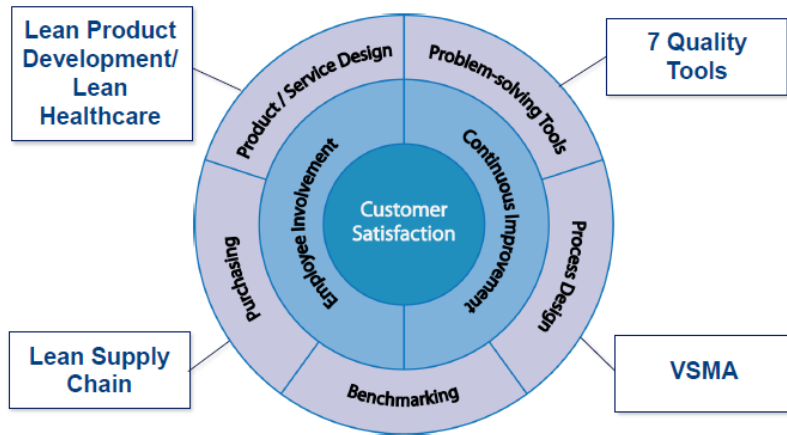 Lean Product
Development/
Lean
Healthcare
7 Quality
Tools
Product / Service Design
Problem-solving Tools
Employee Involvement
Continuous Improvement
Customer
Satisfaction
Purchasing
Process Design
Benchmarking
Lean Supply
Chain
VSMA